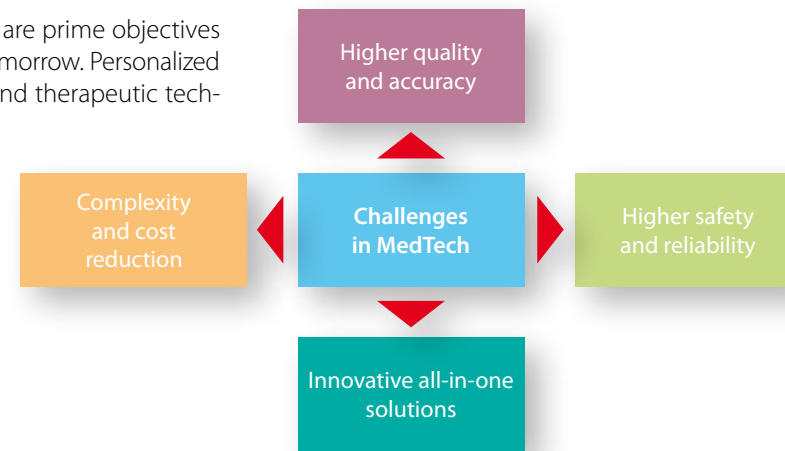 are prime objectives
morrow. Personalized
nd therapeutic tech-
Higher quality
and accuracy
Complexity
and cost
reduction
Challenges
in MedTech
Higher safety
and reliability
Innovative all-in-one
solutions